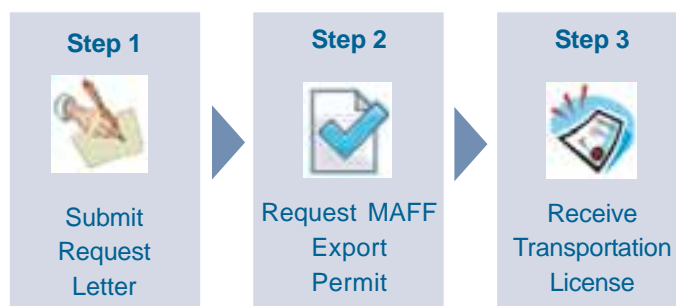 Step 1
Submit
Request
Letter
Step 2
Request MAFF
Export
Permit
Step 3
Receive
Transportation
License